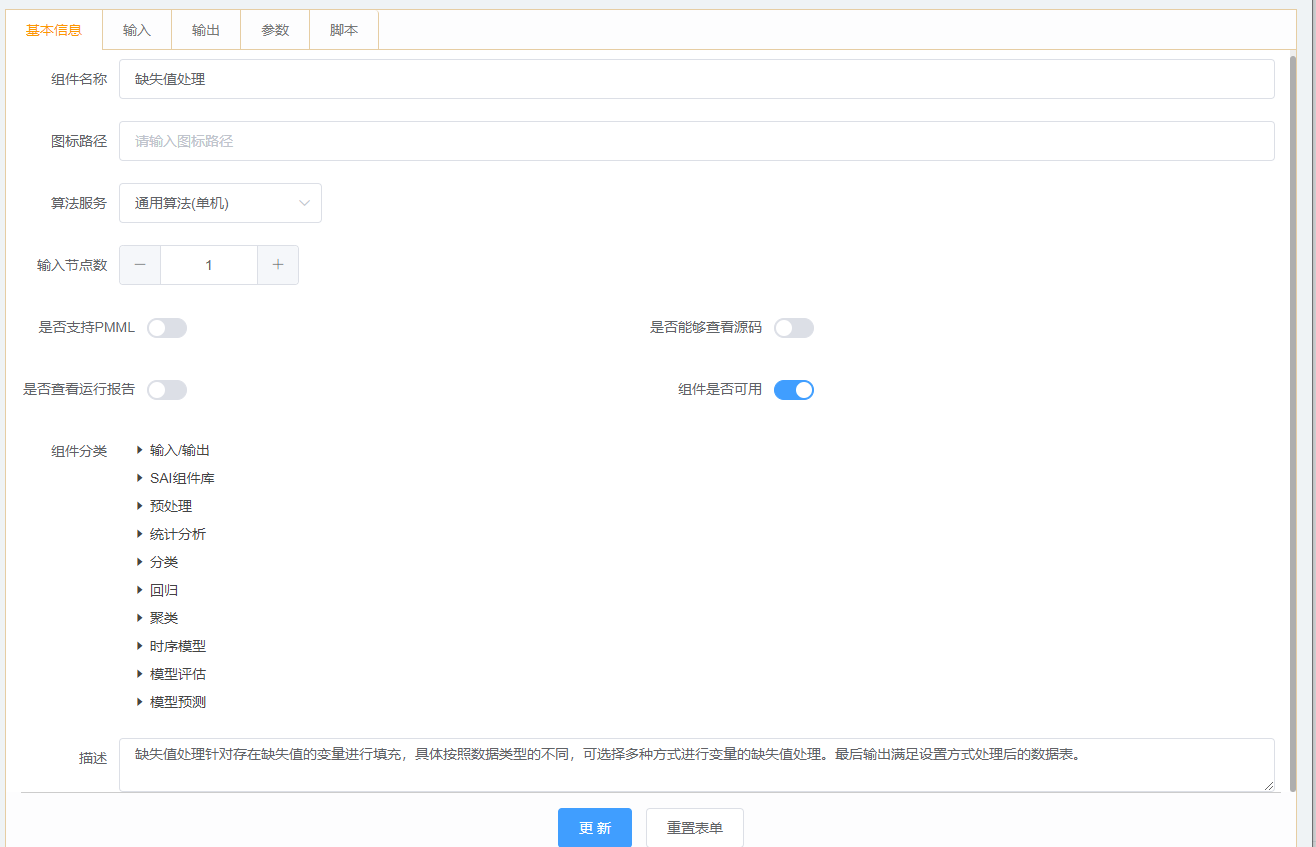 基本信息 输入 输出 参数 脚本
组件名称 缺失值处理
图标路径 请输入图标路径
算法服务 通用算法(单机)
输入节点数 1
是否支持PMML 是否能够查看源码
是否查看运行报告 组件是否可用
组件分类 输入/输出
SAI组件库
预处理
统计分析
分类
回归
聚类
时序模型
模型评估
模型预测
描述 缺失值处理针对存在缺失值的变量进行填充，具体按照数据类型的不同，可选择多种方式进行变量的缺失值处理。最后输出满足设置方式处理后的数据表。
更 新 重置表单